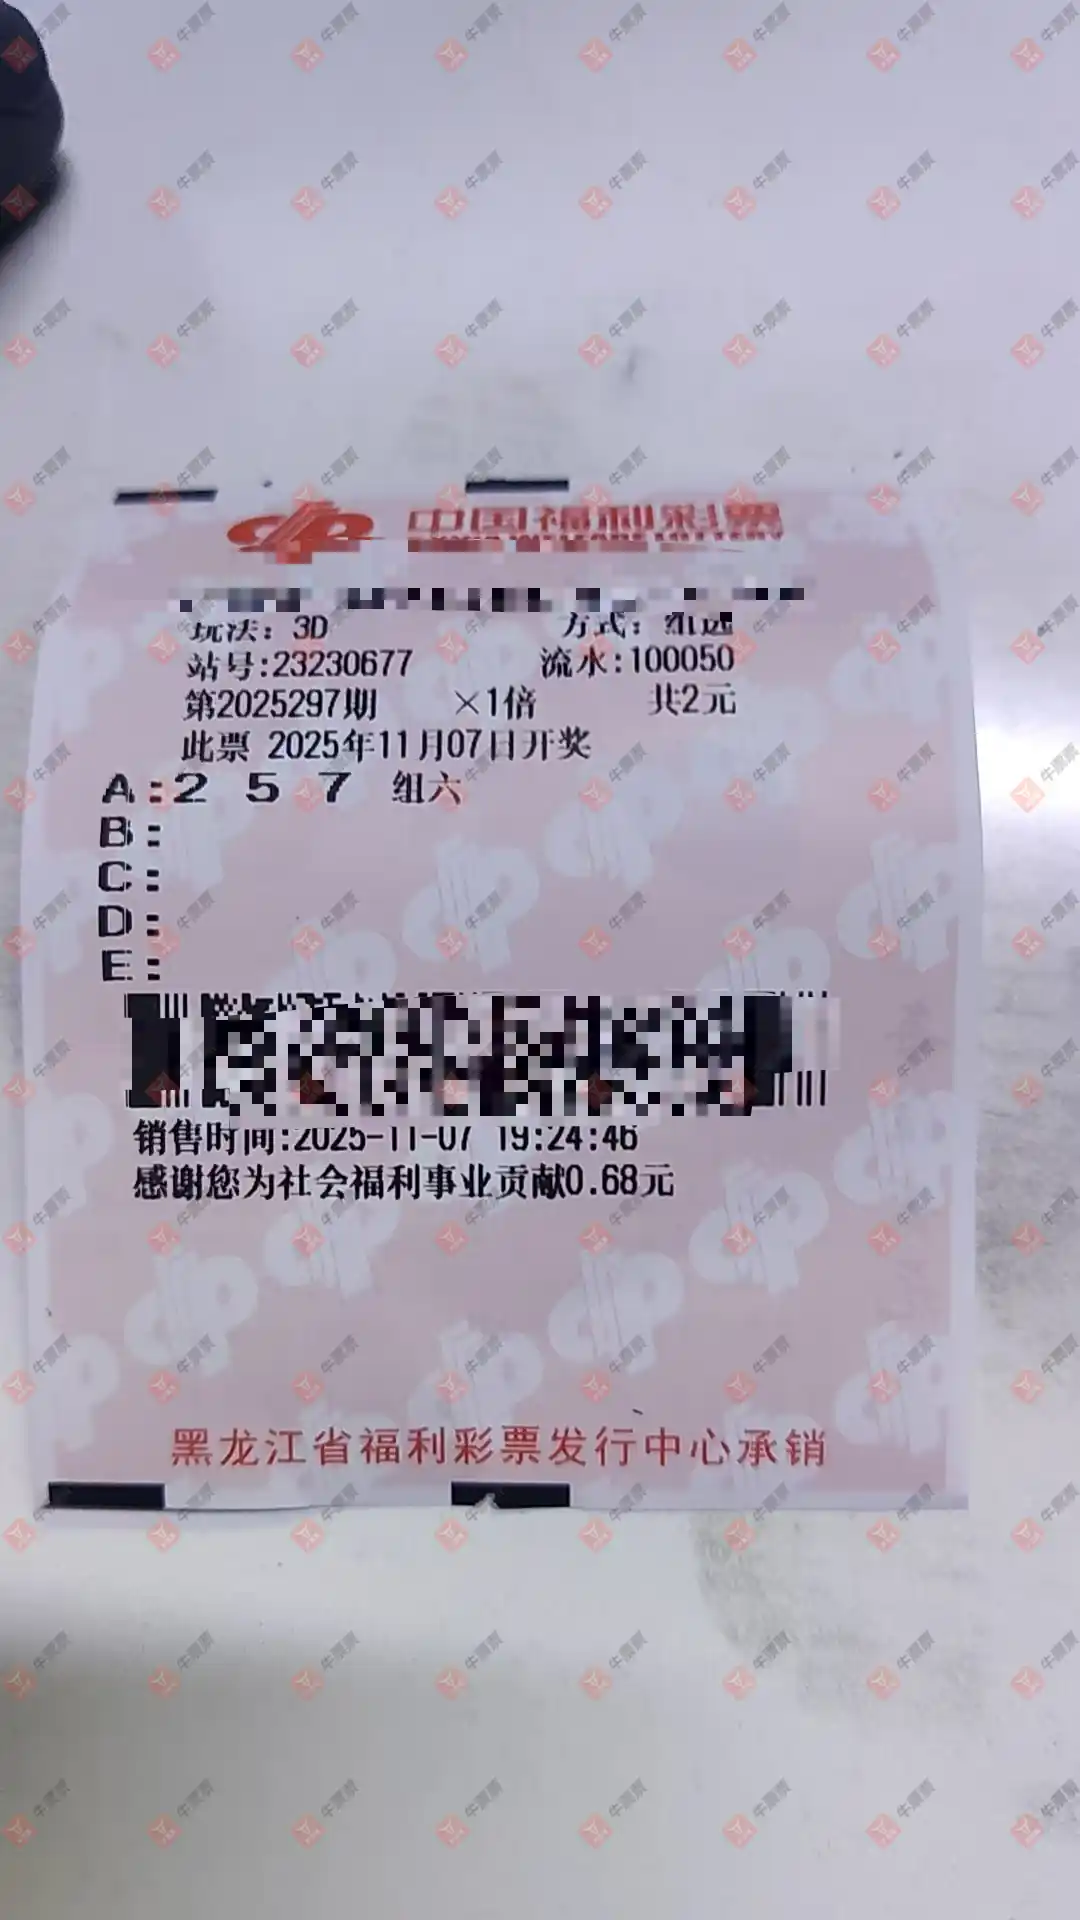 中国福利彩票
玩法：3D 方式：组选
站号:23230677 流水:100050
第2025297期 ×1倍 共2元
此票 2025年11月07日开奖
A:2 5 7 组六
B:
C:
D:
E:
销售时间:2025-11-07 19:24:46
感谢您为社会福利事业贡献0.68元
黑龙江省福利彩票发行中心承销
牛票票